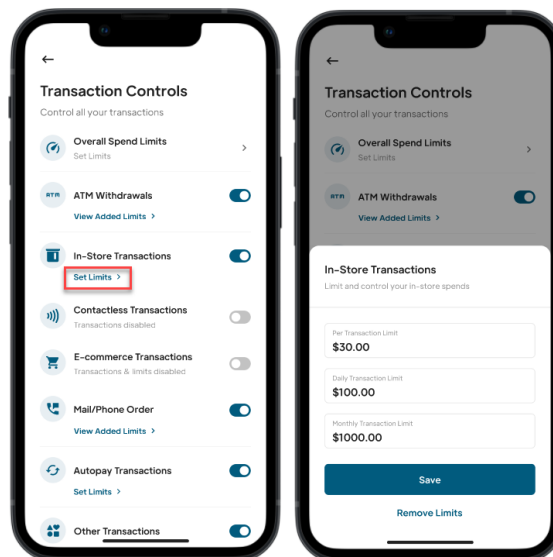 Transaction Controls
Control all your transactions
Overall Spend Limits
Set Limits
ATM
ATM Withdrawals
View Added Limits >
In-Store Transactions
Set Limits >
Contactless Transactions
Transactions disabled
E-commerce Transactions
Transactions & limits disabled
Mail/Phone Order
View Added Limits >
Autopay Transactions
Set Limits >
Other Transactions
Transaction Controls
Control all your transactions
Overall Spend Limits
Set Limits
ATM
ATM Withdrawals
View Added Limits >
In-Store Transactions
Limit and control your in-store spends
Per Transaction Limit
$30.00
Daily Transaction Limit
$100.00
Monthly Transaction Limit
$1000.00
Save
Remove Limits